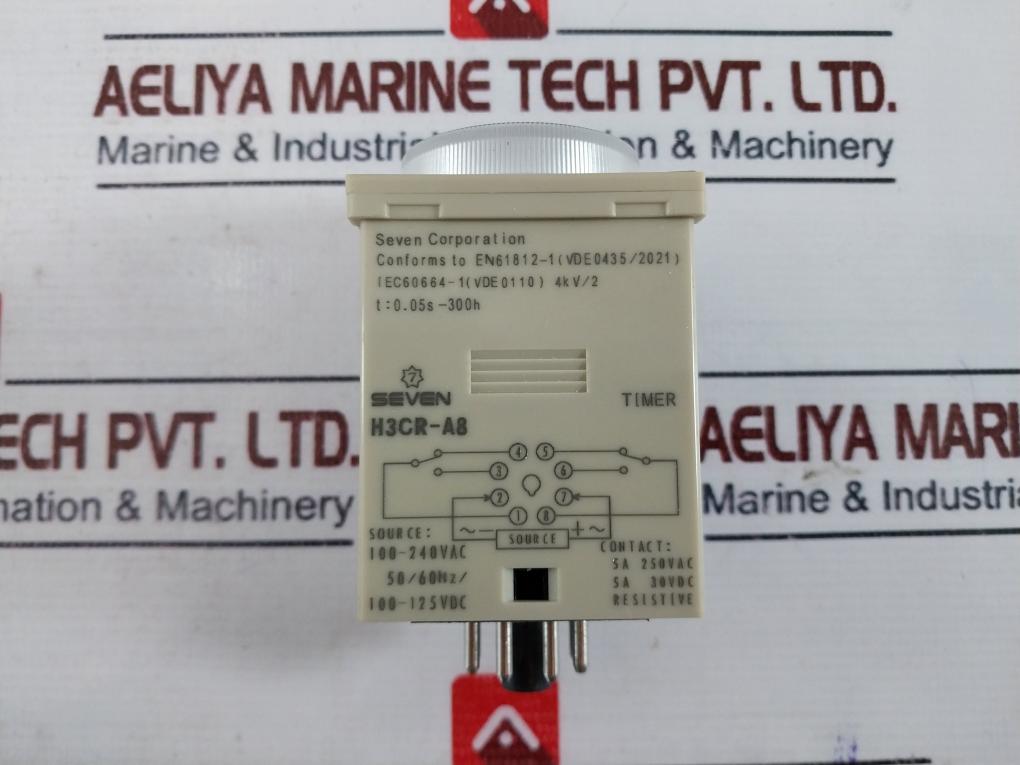 AELIYA MARINE TECH PVT. LTD.
Marine & Industri n & Machinery
Seven Corporation
Conforms to EN61812-1(VDE0435/2021)
IEC60664-1(VDE0110) 4kV/2
t:0.05s-300h
7
SEVEN
TIMER
H3CR-A8
ECH PVT. LTD.
AELIYA MARI
mation & Machinery
Marine & Industria
4 5
3 6
2 7
1 8
~ − SOURCE + ~
SOURCE:
100-240VAC
50/60Hz/
100-125VDC
CONTACT:
5A 250VAC
5A 30VDC
RESISTIVE